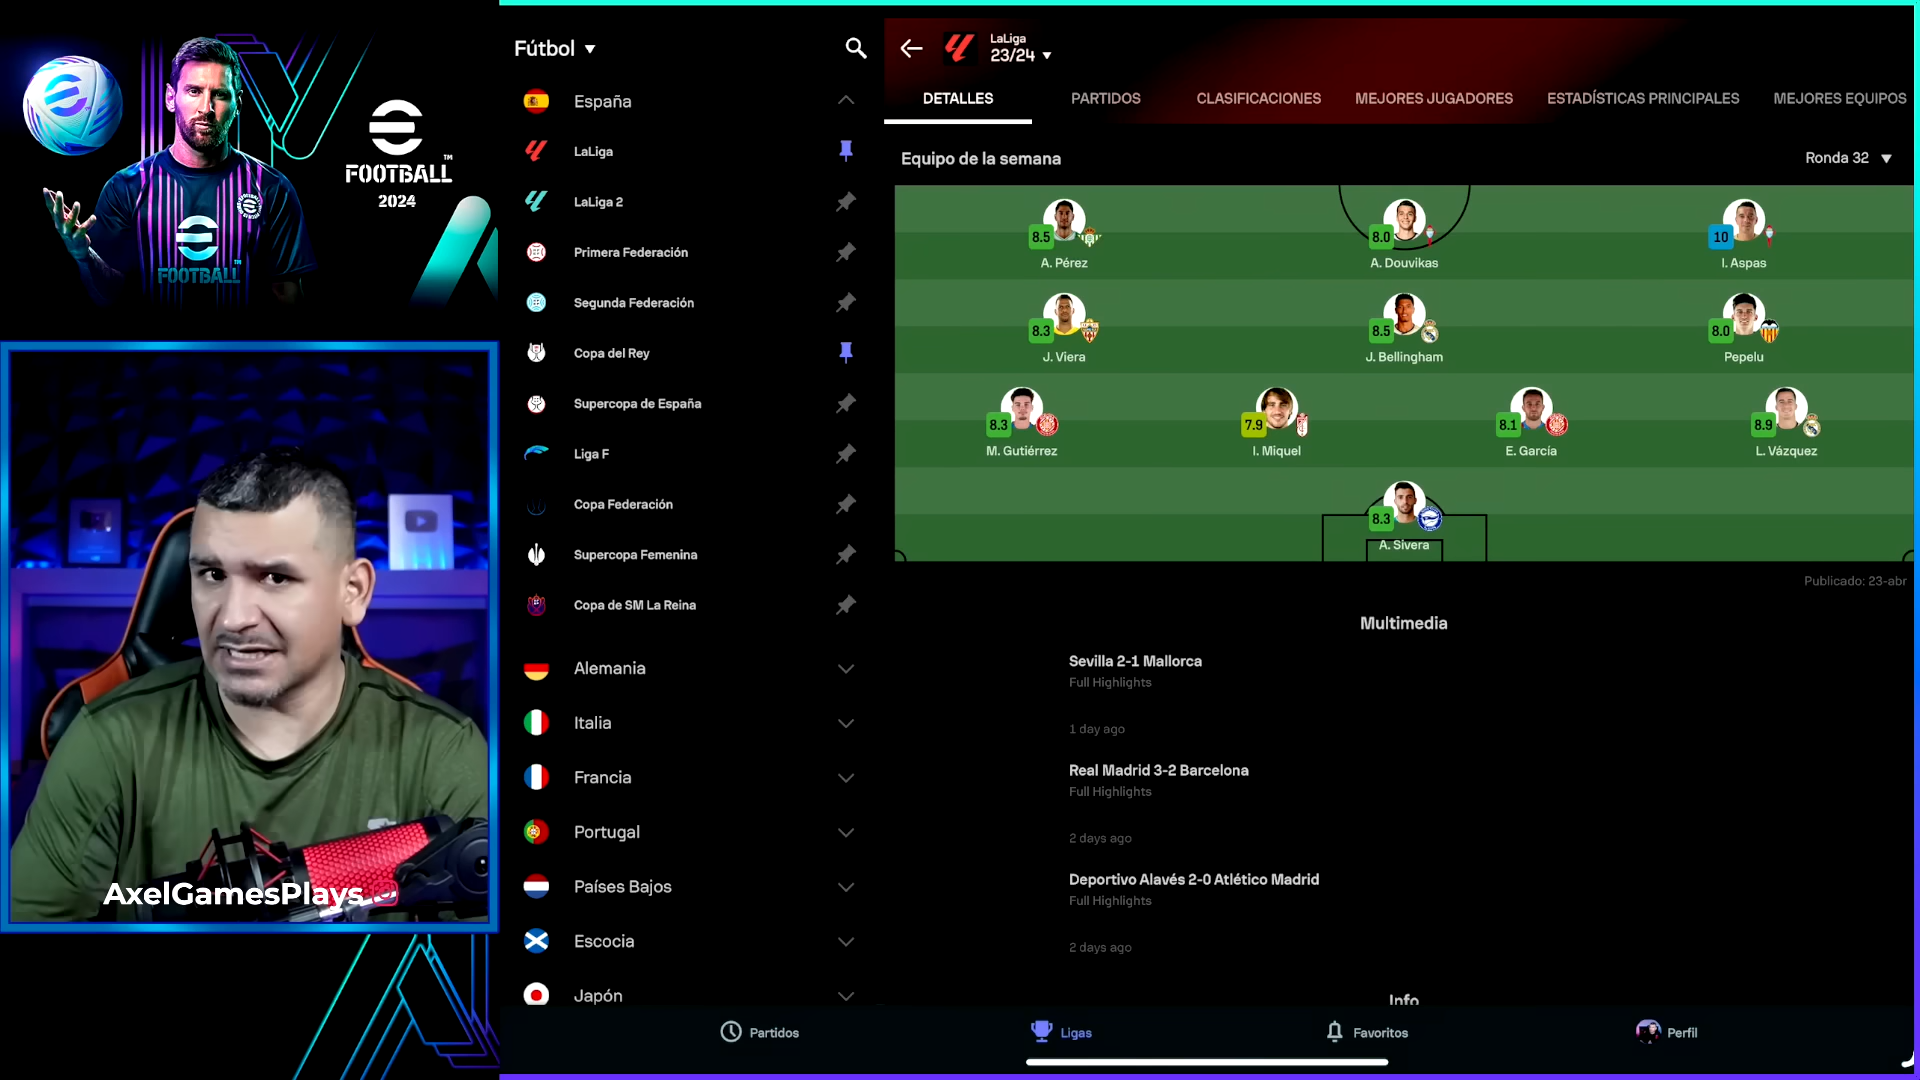 FOOTBALL™
2024
FOOTBALL
AxelGamesPlays
Fútbol
España
LaLiga
LaLiga 2
Primera Federación
Segunda Federación
Copa del Rey
Supercopa de España
Liga F
Copa Federación
Supercopa Femenina
Copa de SM La Reina
Alemania
Italia
Francia
Portugal
Países Bajos
Escocia
Japón
LaLiga
23/24
DETALLES PARTIDOS CLASIFICACIONES MEJORES JUGADORES ESTADÍSTICAS PRINCIPALES MEJORES EQUIPOS
Equipo de la semana Ronda 32
8.5 8.0 10
A. Pérez A. Douvikas I. Aspas
8.3 8.5 8.0
J. Viera J. Bellingham Pepelu
8.3 7.9 8.1 8.9
M. Gutiérrez I. Miquel E. García L. Vázquez
8.3
A. Sivera
Publicado: 23-abr
Multimedia
Sevilla 2-1 Mallorca
Full Highlights
1 day ago
Real Madrid 3-2 Barcelona
Full Highlights
2 days ago
Deportivo Alavés 2-0 Atlético Madrid
Full Highlights
2 days ago
Info
Partidos Ligas Favoritos Perfil